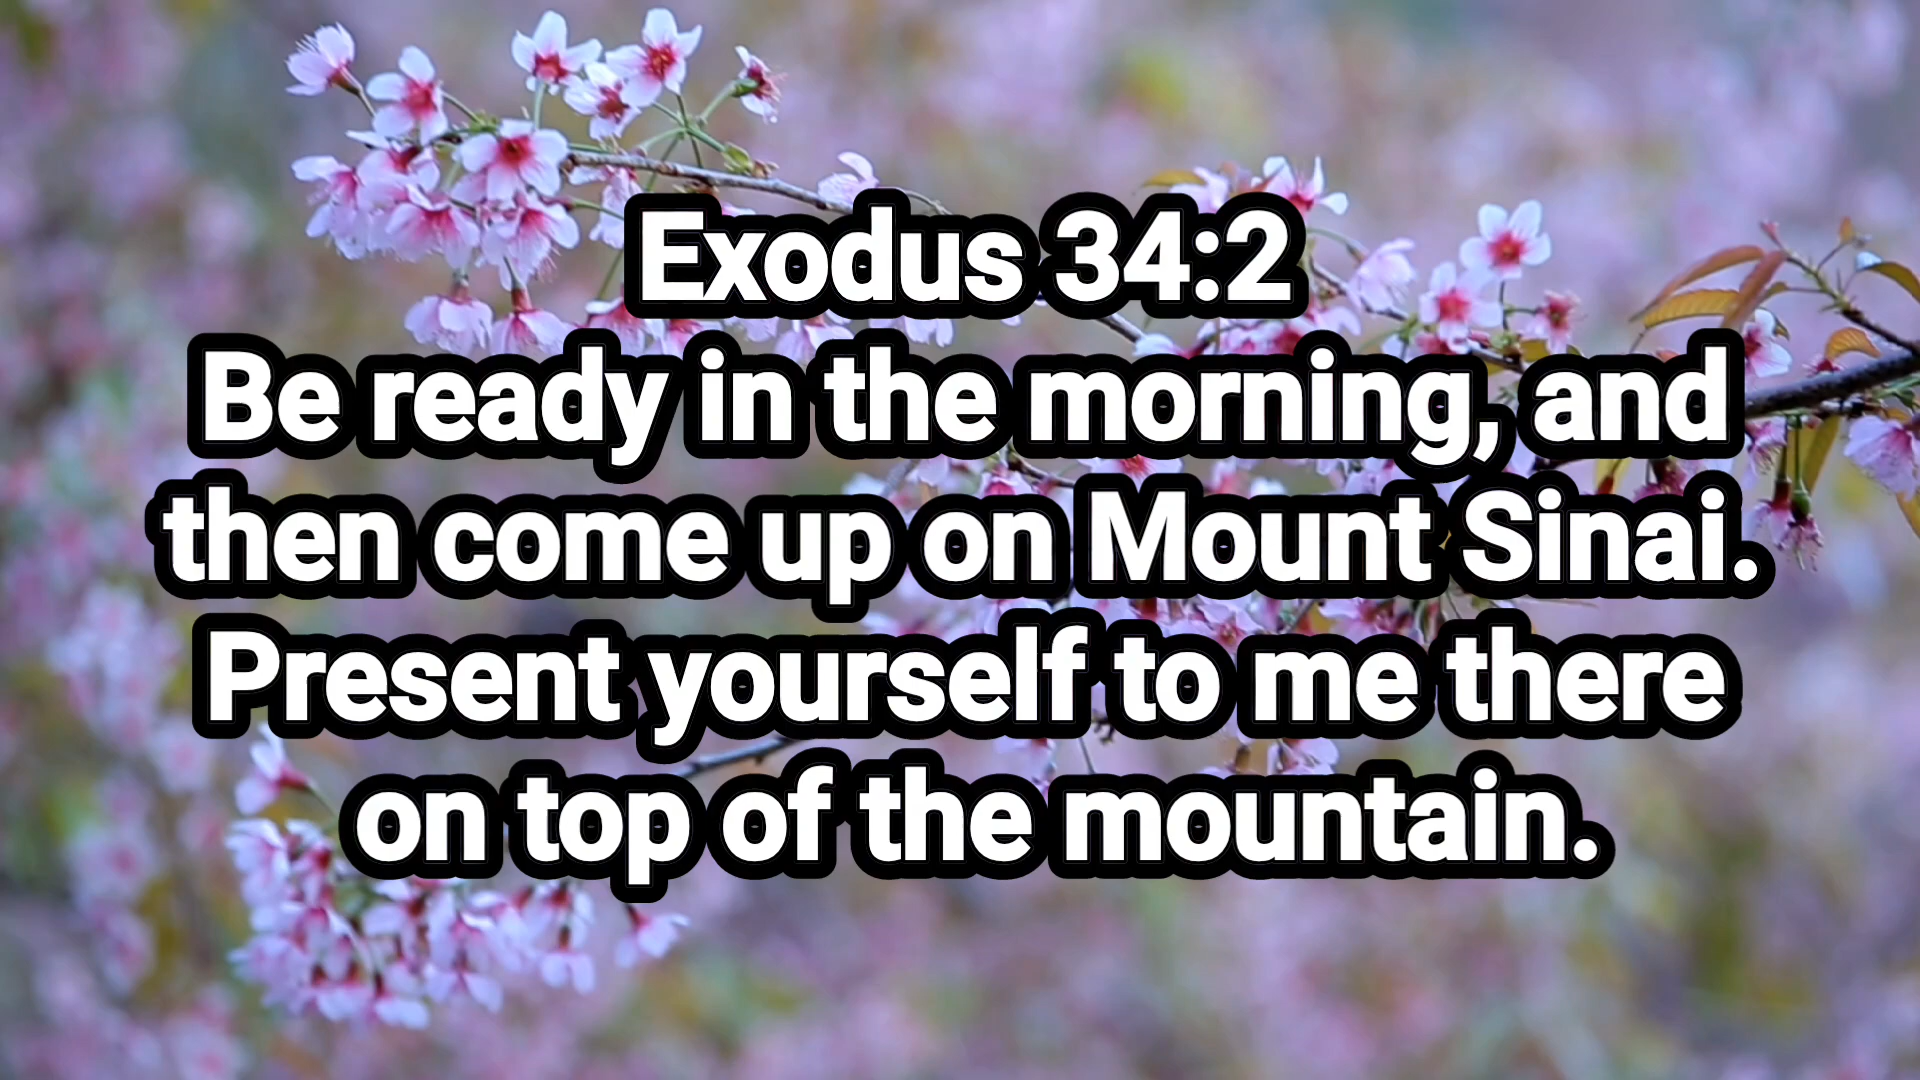 Exodus 34:2
Be ready in the morning, and
then come up on Mount Sinai.
Present yourself to me there
on top of the mountain.